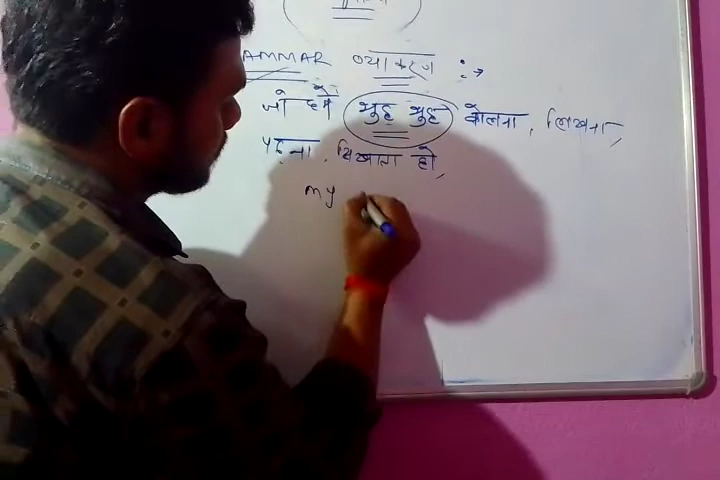 AMMAR व्याकरण :→
जो हमें शुद्ध शुद्ध बोलना, लिखना,
पढ़ना, सिखाता हो,
my